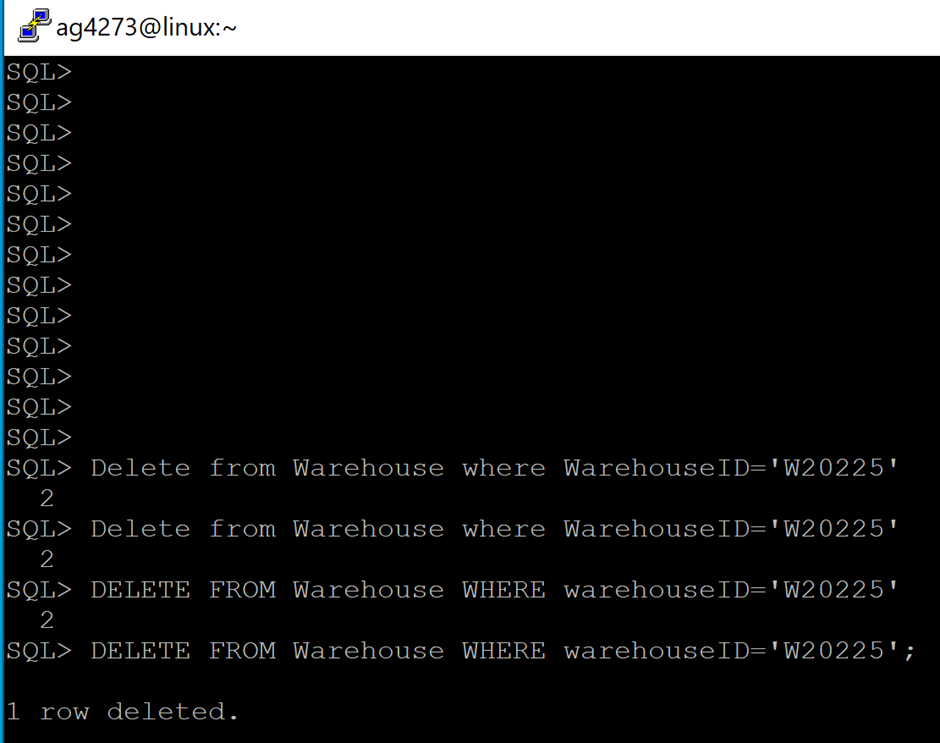 ag4273@linux:~
SQL>
SQL>
SQL>
SQL>
SQL>
SQL>
SQL>
SQL>
SQL>
SQL>
SQL>
SQL>
SQL>
SQL> Delete from Warehouse where WarehouseID='W20225'
2
SQL> Delete from Warehouse where WarehouseID='W20225'
2
SQL> DELETE FROM Warehouse WHERE warehouseID='W20225'
2
SQL> DELETE FROM Warehouse WHERE warehouseID='W20225';
1 row deleted.